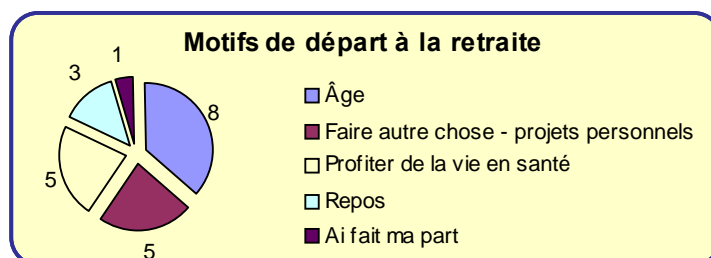 Motifs de départ à la retraite
1
3
8
5
5
Âge
Faire autre chose - projets personnels
Profiter de la vie en santé
Repos
Ai fait ma part